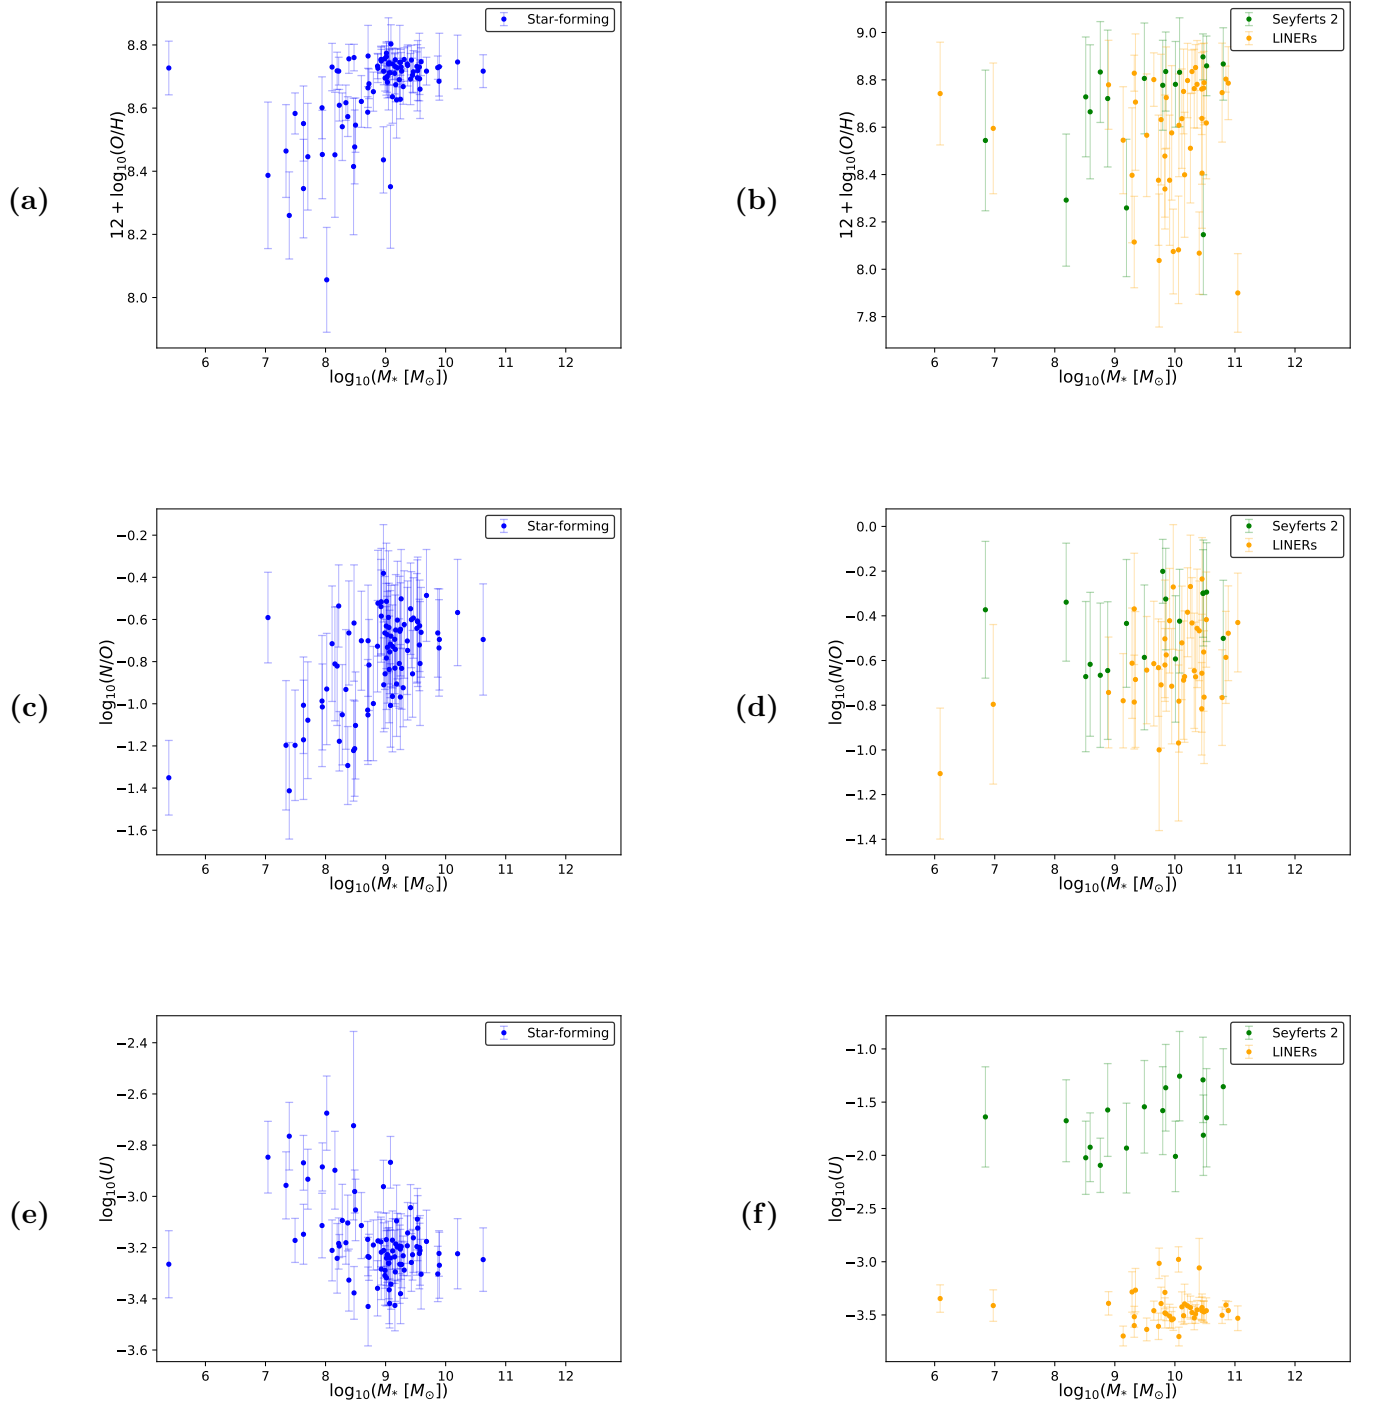 (a)
12 + log₁₀(O/H)
8.8
8.6
8.4
8.2
8.0
Star-forming
6 7 8 9 10 11 12
log₁₀(M* [M⊙])
(b)
12 + log₁₀(O/H)
9.0
8.8
8.6
8.4
8.2
8.0
7.8
Seyferts 2
LINERs
6 7 8 9 10 11 12
log₁₀(M* [M⊙])
(c)
log₁₀(N/O)
−0.2
−0.4
−0.6
−0.8
−1.0
−1.2
−1.4
−1.6
Star-forming
6 7 8 9 10 11 12
log₁₀(M* [M⊙])
(d)
log₁₀(N/O)
0.0
−0.2
−0.4
−0.6
−0.8
−1.0
−1.2
−1.4
Seyferts 2
LINERs
6 7 8 9 10 11 12
log₁₀(M* [M⊙])
(e)
log₁₀(U)
−2.4
−2.6
−2.8
−3.0
−3.2
−3.4
−3.6
Star-forming
6 7 8 9 10 11 12
log₁₀(M* [M⊙])
(f)
log₁₀(U)
−1.0
−1.5
−2.0
−2.5
−3.0
−3.5
Seyferts 2
LINERs
6 7 8 9 10 11 12
log₁₀(M* [M⊙])